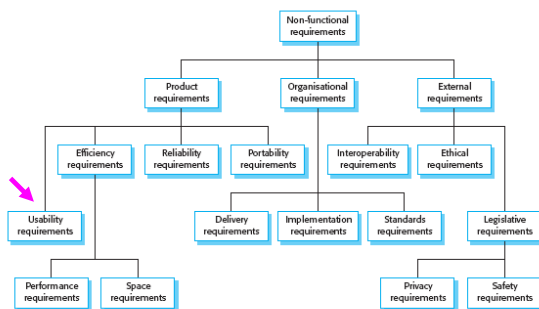 Non-functional
requirements
Product
requirements
Organisational
requirements
External
requirements
Efficiency
requirements
Reliability
requirements
Portability
requirements
Interoperability
requirements
Ethical
requirements
Usability
requirements
Delivery
requirements
Implementation
requirements
Standards
requirements
Legislative
requirements
Performance
requirements
Space
requirements
Privacy
requirements
Safety
requirements